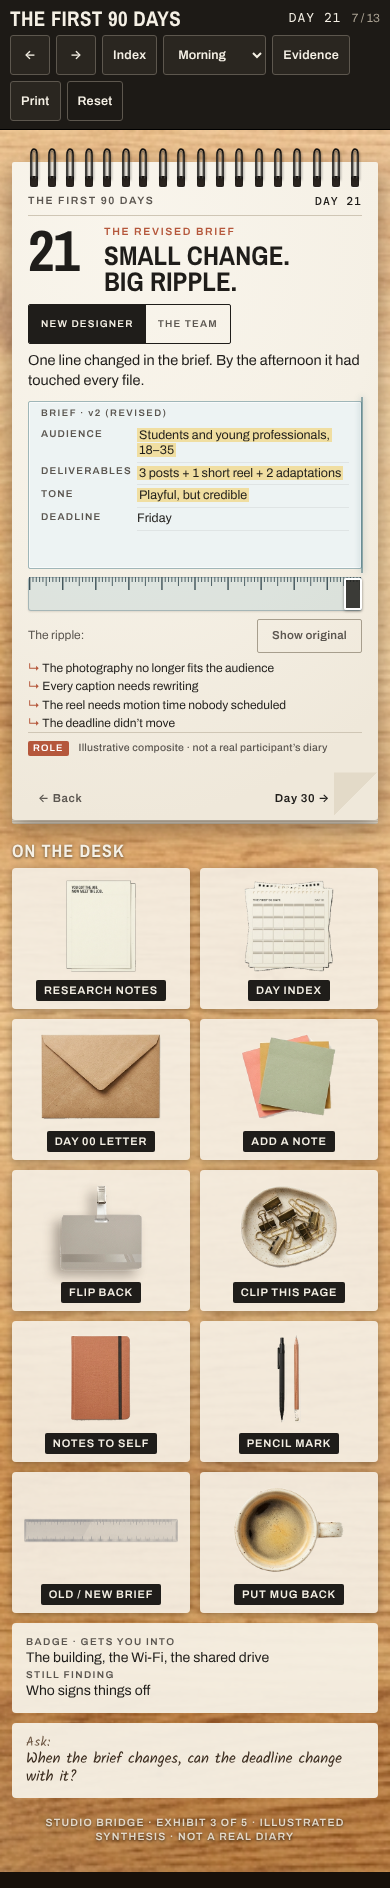 THE FIRST 90 DAYS
DAY 21 7 / 13
← → Index Morning Evidence
Print Reset
THE FIRST 90 DAYS DAY 21
21
THE REVISED BRIEF
SMALL CHANGE.
BIG RIPPLE.
NEW DESIGNER THE TEAM
One line changed in the brief. By the afternoon it had
touched every file.
BRIEF · v2 (REVISED)
AUDIENCE Students and young professionals,
18–35
DELIVERABLES 3 posts + 1 short reel + 2 adaptations
TONE Playful, but credible
DEADLINE Friday
The ripple: Show original
↳ The photography no longer fits the audience
↳ Every caption needs rewriting
↳ The reel needs motion time nobody scheduled
↳ The deadline didn’t move
ROLE Illustrative composite · not a real participant’s diary
← Back Day 30 →
ON THE DESK
RESEARCH NOTES
DAY INDEX
DAY 00 LETTER
ADD A NOTE
FLIP BACK
CLIP THIS PAGE
NOTES TO SELF
PENCIL MARK
OLD / NEW BRIEF
PUT MUG BACK
BADGE · GETS YOU INTO
The building, the Wi-Fi, the shared drive
STILL FINDING
Who signs things off
Ask:
When the brief changes, can the deadline change
with it?
STUDIO BRIDGE · EXHIBIT 3 OF 5 · ILLUSTRATED
SYNTHESIS · NOT A REAL DIARY